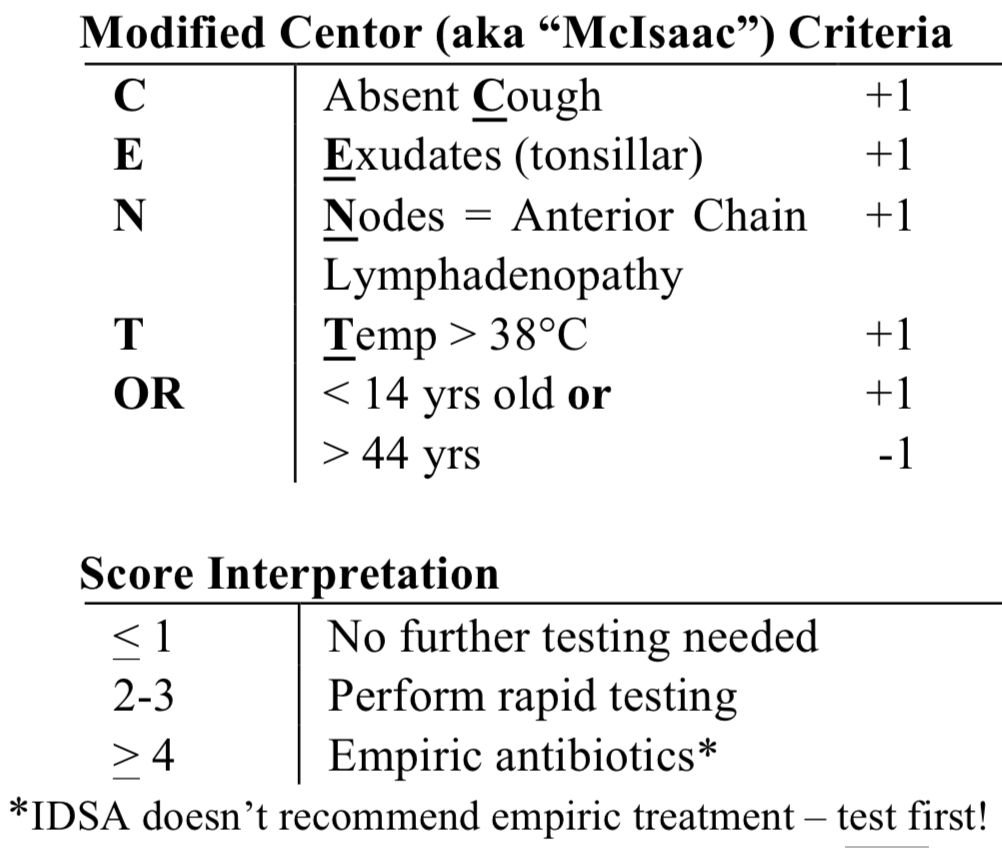 Modified Centor (aka “McIsaac”) Criteria
C Absent Cough +1
E Exudates (tonsillar) +1
N Nodes = Anterior Chain +1
Lymphadenopathy
T Temp > 38°C +1
OR < 14 yrs old or +1
> 44 yrs -1
Score Interpretation
≤ 1 No further testing needed
2-3 Perform rapid testing
≥ 4 Empiric antibiotics*
*IDSA doesn’t recommend empiric treatment – test first!